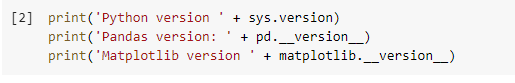 [2] print('Python version ' + sys.version)
print('Pandas version: ' + pd.__version__)
print('Matplotlib version ' + matplotlib.__version__)